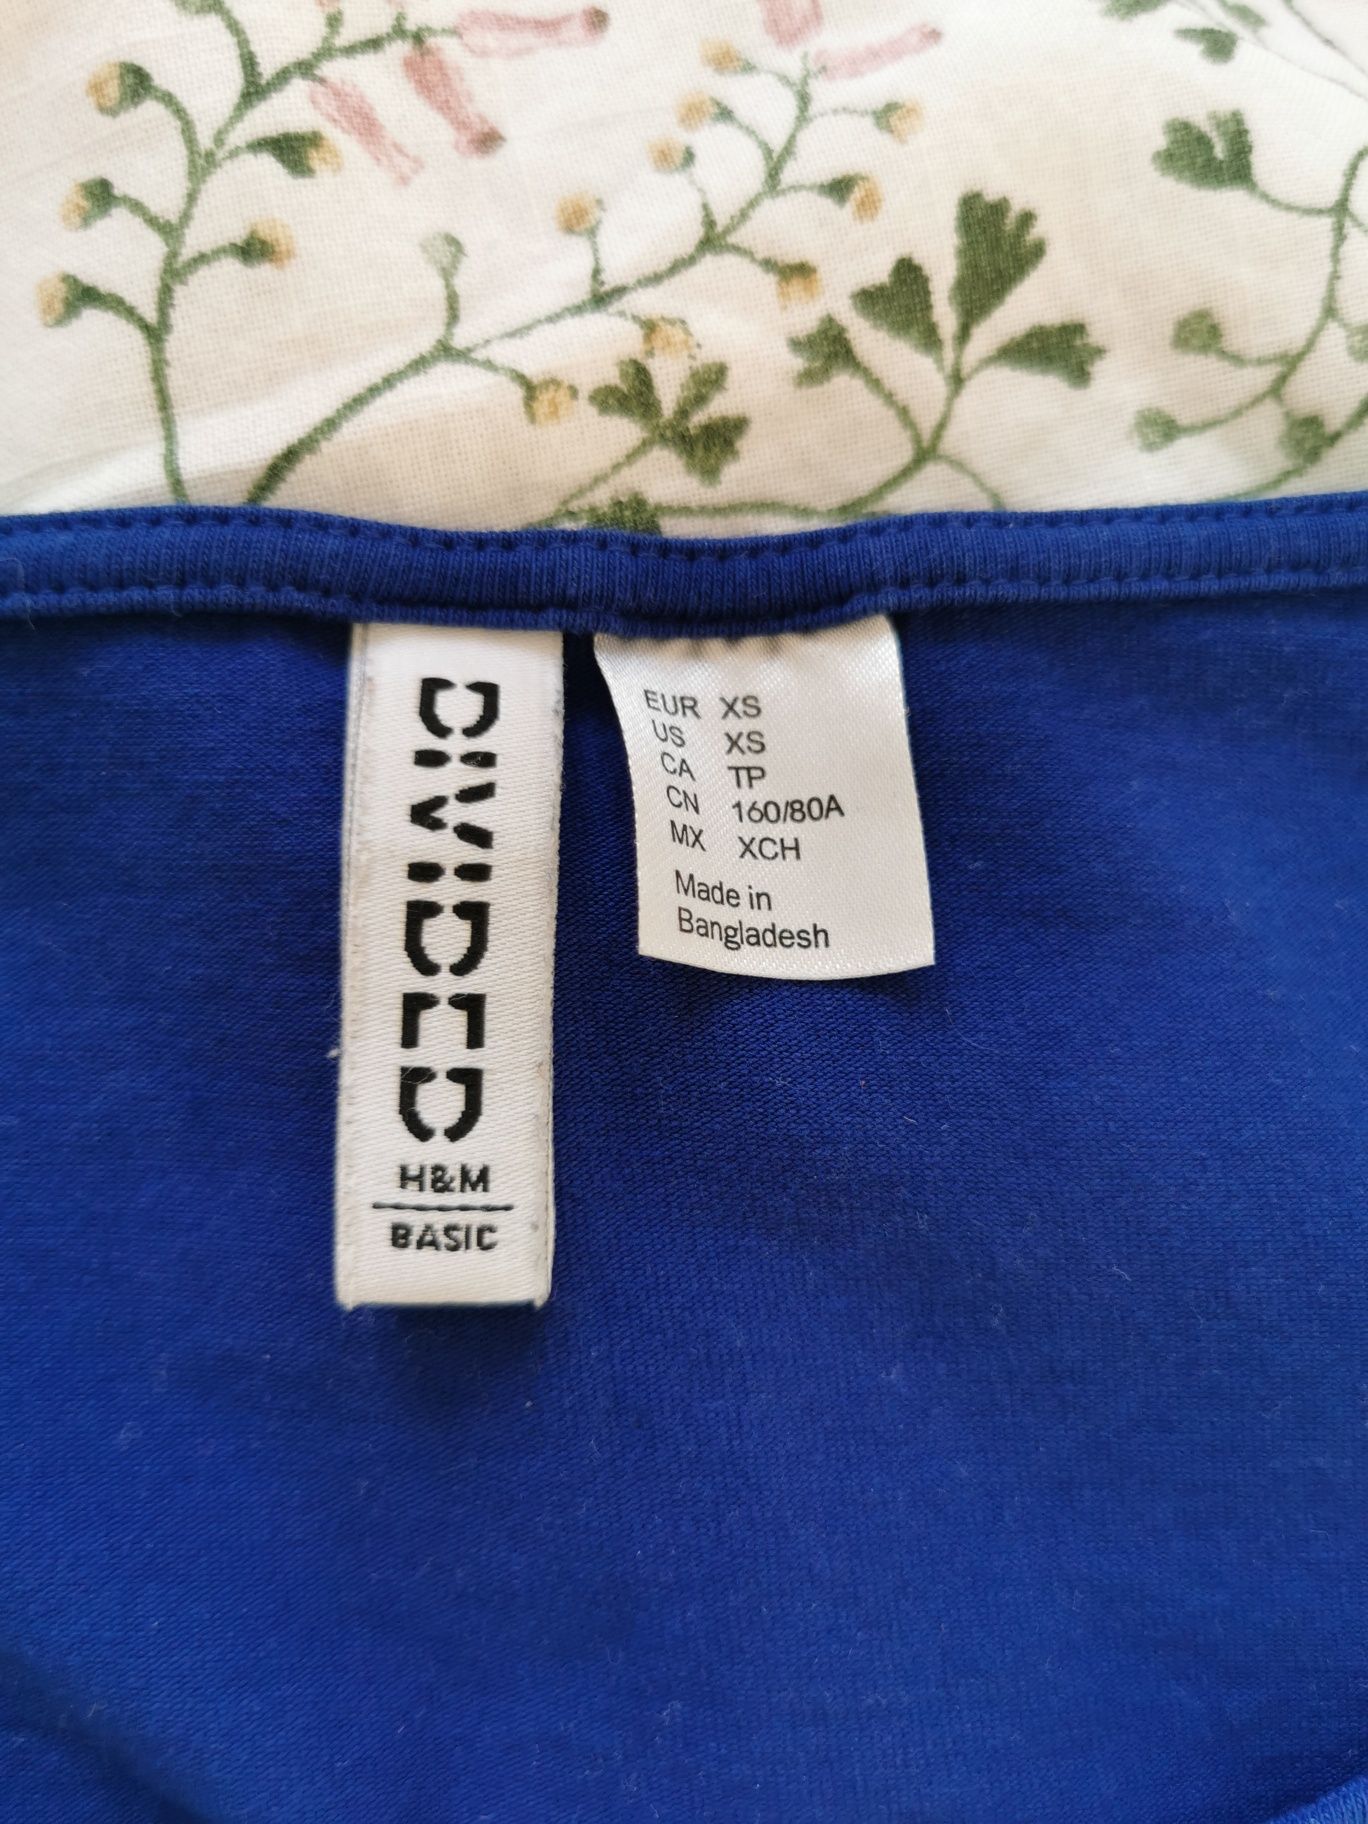 DIVIDED
H&M
BASIC
EUR XS
US XS
CA TP
CN 160/80A
MX XCH
Made in
Bangladesh